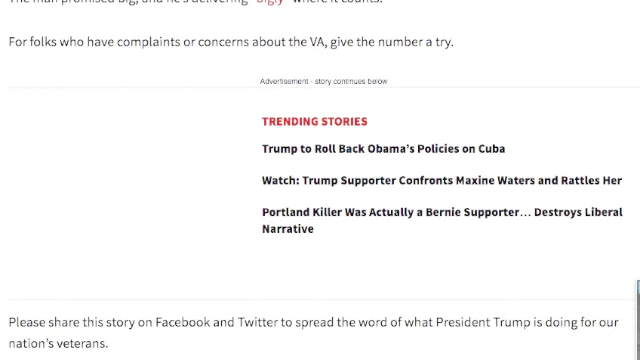 The man promised big, and he's delivering "bigly" where it counts.
For folks who have complaints or concerns about the VA, give the number a try.
Advertisement - story continues below
TRENDING STORIES
Trump to Roll Back Obama's Policies on Cuba
Watch: Trump Supporter Confronts Maxine Waters and Rattles Her
Portland Killer Was Actually a Bernie Supporter... Destroys Liberal
Narrative
Please share this story on Facebook and Twitter to spread the word of what President Trump is doing for our
nation's veterans.